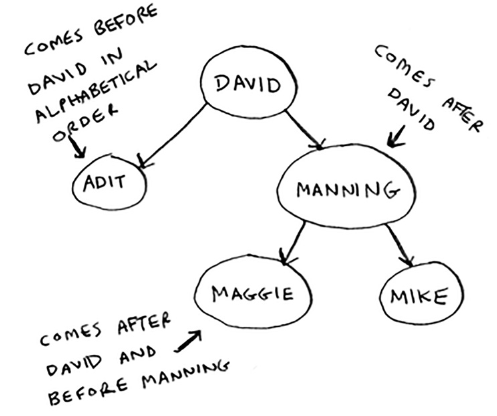 COMES BEFORE
DAVID IN
ALPHABETICAL
ORDER
DAVID
COMES AFTER
DAVID
ADIT
MANNING
MAGGIE
MIKE
COMES AFTER
DAVID AND
BEFORE MANNING